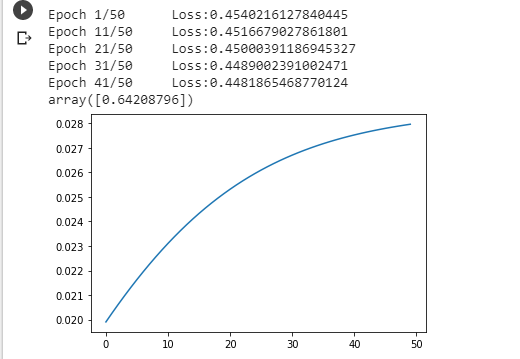 Epoch 1/50 Loss:0.4540216127840445
Epoch 11/50 Loss:0.4516679027861801
Epoch 21/50 Loss:0.45000391186945327
Epoch 31/50 Loss:0.4489002391002471
Epoch 41/50 Loss:0.4481865468770124
array([0.64208796])
0.028
0.027
0.026
0.025
0.024
0.023
0.022
0.021
0.020
0 10 20 30 40 50